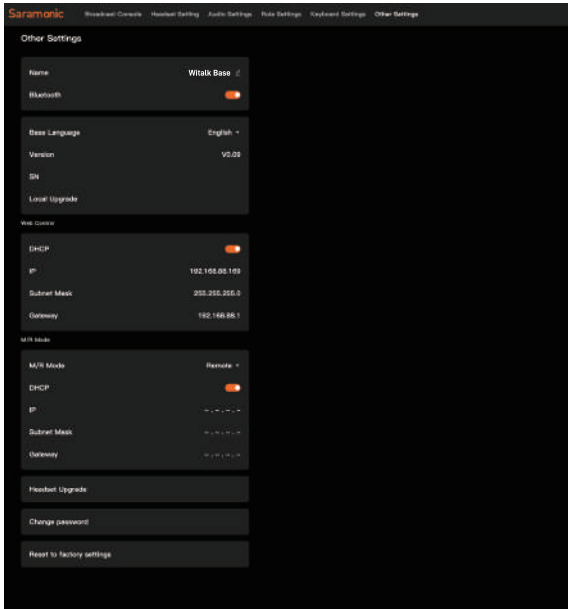 Saramonic Broadcast Console Headset Setting Audio Settings Role Settings Keyboard Settings Other Settings
Other Settings
Name Witalk Base
Bluetooth
Base Language English
Version V0.09
SN
Local Upgrade
Web Control
DHCP
IP 192.168.88.169
Subnet Mask 255.255.255.0
Gateway 192.168.88.1
M/R Mode
M/R Mode Remote
DHCP
IP -.-.-.-
Subnet Mask -.-.-.-
Gateway -.-.-.-
Headset Upgrade
Change password
Reset to factory settings